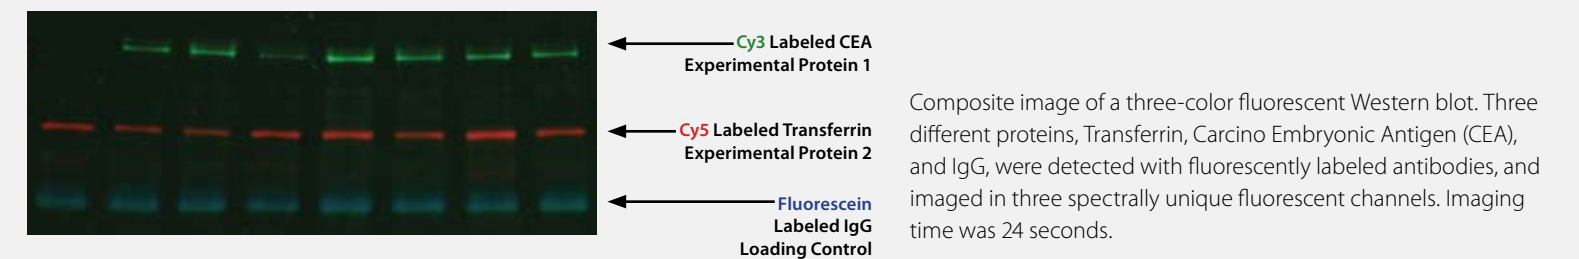 Cy3 Labeled CEA
Experimental Protein 1
Cy5 Labeled Transferrin
Experimental Protein 2
Fluorescein
Labeled IgG
Loading Control
Composite image of a three-color fluorescent Western blot. Three
different proteins, Transferrin, Carcino Embryonic Antigen (CEA),
and IgG, were detected with fluorescently labeled antibodies, and
imaged in three spectrally unique fluorescent channels. Imaging
time was 24 seconds.